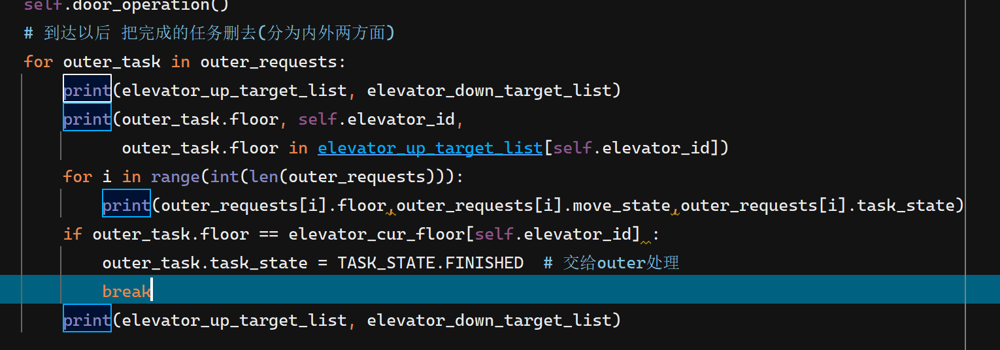 self.door_operation()
# 到达以后 把完成的任务删去(分为内外两方面)
for outer_task in outer_requests:
print(elevator_up_target_list, elevator_down_target_list)
print(outer_task.floor, self.elevator_id,
outer_task.floor in elevator_up_target_list[self.elevator_id])
for i in range(int(len(outer_requests))):
print(outer_requests[i].floor,outer_requests[i].move_state,outer_requests[i].task_state)
if outer_task.floor == elevator_cur_floor[self.elevator_id] :
outer_task.task_state = TASK_STATE.FINISHED  # 交给outer处理
break
print(elevator_up_target_list, elevator_down_target_list)